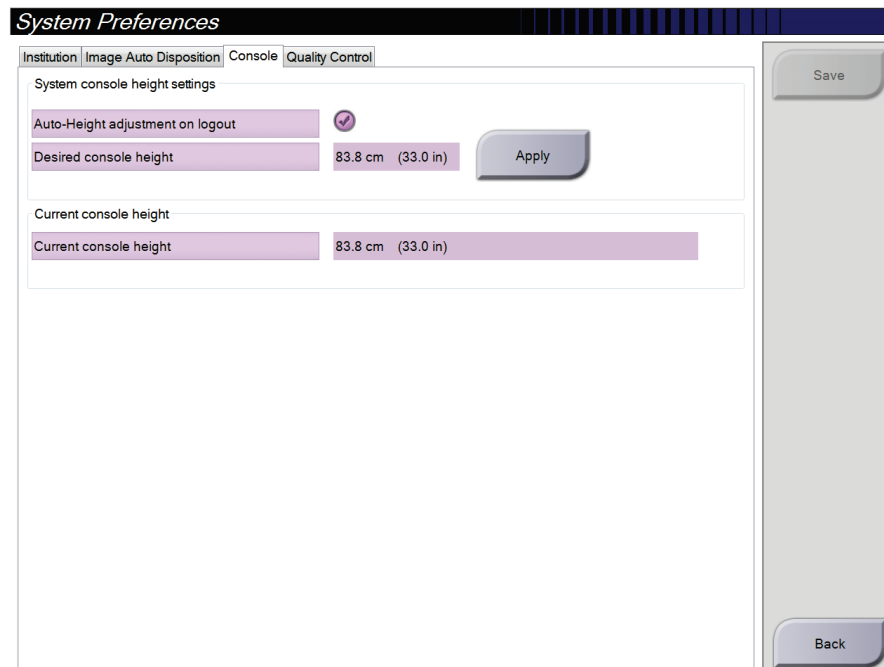 System Preferences
Institution Image Auto Disposition Console Quality Control
Save
System console height settings
Auto-Height adjustment on logout
Desired console height 83.8 cm (33.0 in) Apply
Current console height
Current console height 83.8 cm (33.0 in)
Back